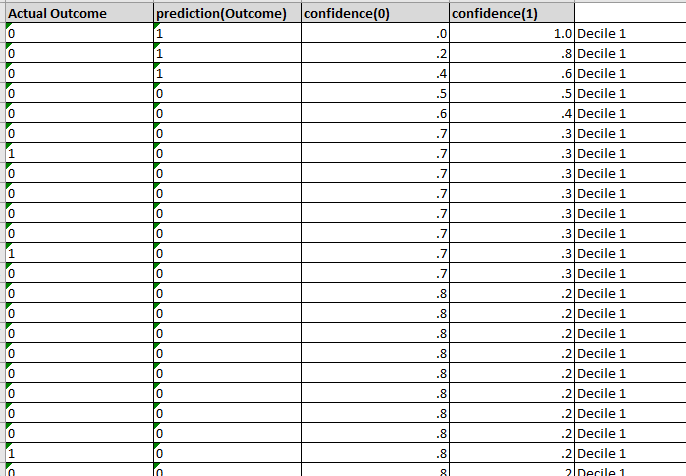 Actual Outcome prediction(Outcome) confidence(0) confidence(1)
0 1 .0 1.0 Decile 1
0 1 .2 .8 Decile 1
0 1 .4 .6 Decile 1
0 0 .5 .5 Decile 1
0 0 .6 .4 Decile 1
0 0 .7 .3 Decile 1
1 0 .7 .3 Decile 1
0 0 .7 .3 Decile 1
0 0 .7 .3 Decile 1
0 0 .7 .3 Decile 1
0 0 .7 .3 Decile 1
1 0 .7 .3 Decile 1
0 0 .7 .3 Decile 1
0 0 .8 .2 Decile 1
0 0 .8 .2 Decile 1
0 0 .8 .2 Decile 1
0 0 .8 .2 Decile 1
0 0 .8 .2 Decile 1
0 0 .8 .2 Decile 1
0 0 .8 .2 Decile 1
0 0 .8 .2 Decile 1
1 0 .8 .2 Decile 1
0 0 .8 .2 Decile 1